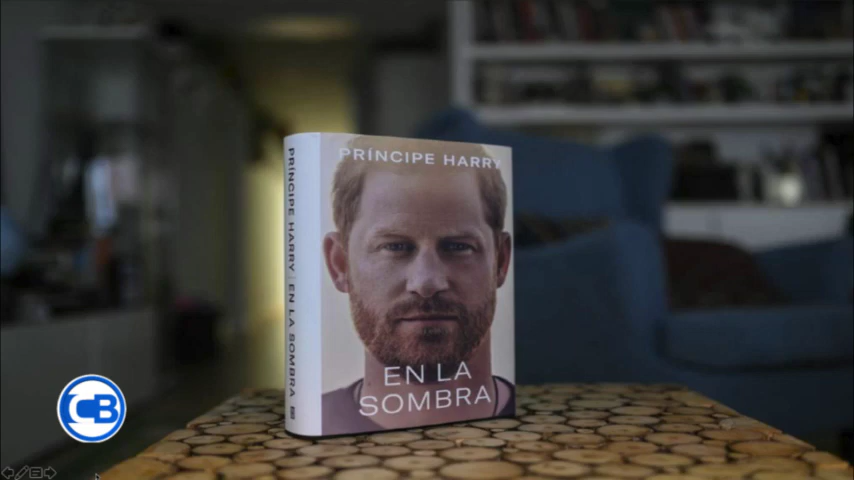 PRÍNCIPE HARRY
EN LA
SOMBRA
PRÍNCIPE HARRY EN LA SOMBRA
CB